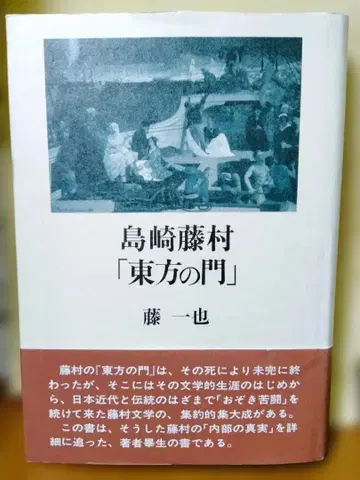 島崎藤村
「東方の門」
藤 一也
藤村の「東方の門」は、その死により未完に終
わったが、そこにはその文学的生涯のはじめか
ら、日本近代と伝統のはざまで「おぞき苦闘」を
続けて来た藤村文学の、集約的集大成がある。
この書は、そうした藤村の「内部の真実」を詳
細に追った、著者畢生の書である。